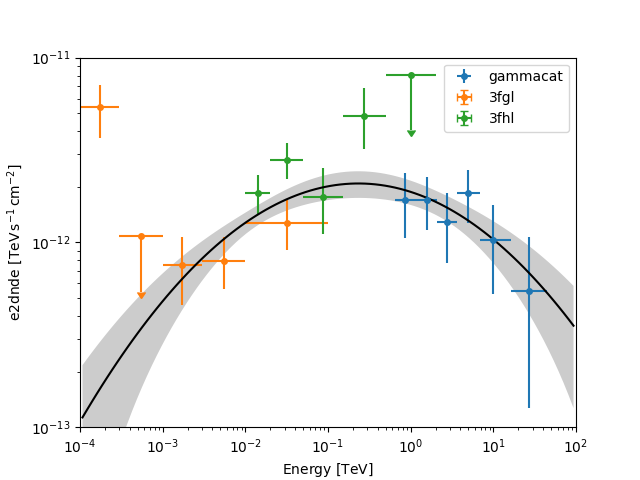 10⁻¹¹
10⁻¹²
10⁻¹³
e2dnde [TeV s⁻¹ cm⁻²]
gammacat
3fgl
3fhl
10⁻⁴ 10⁻³ 10⁻² 10⁻¹ 10⁰ 10¹ 10²
Energy [TeV]